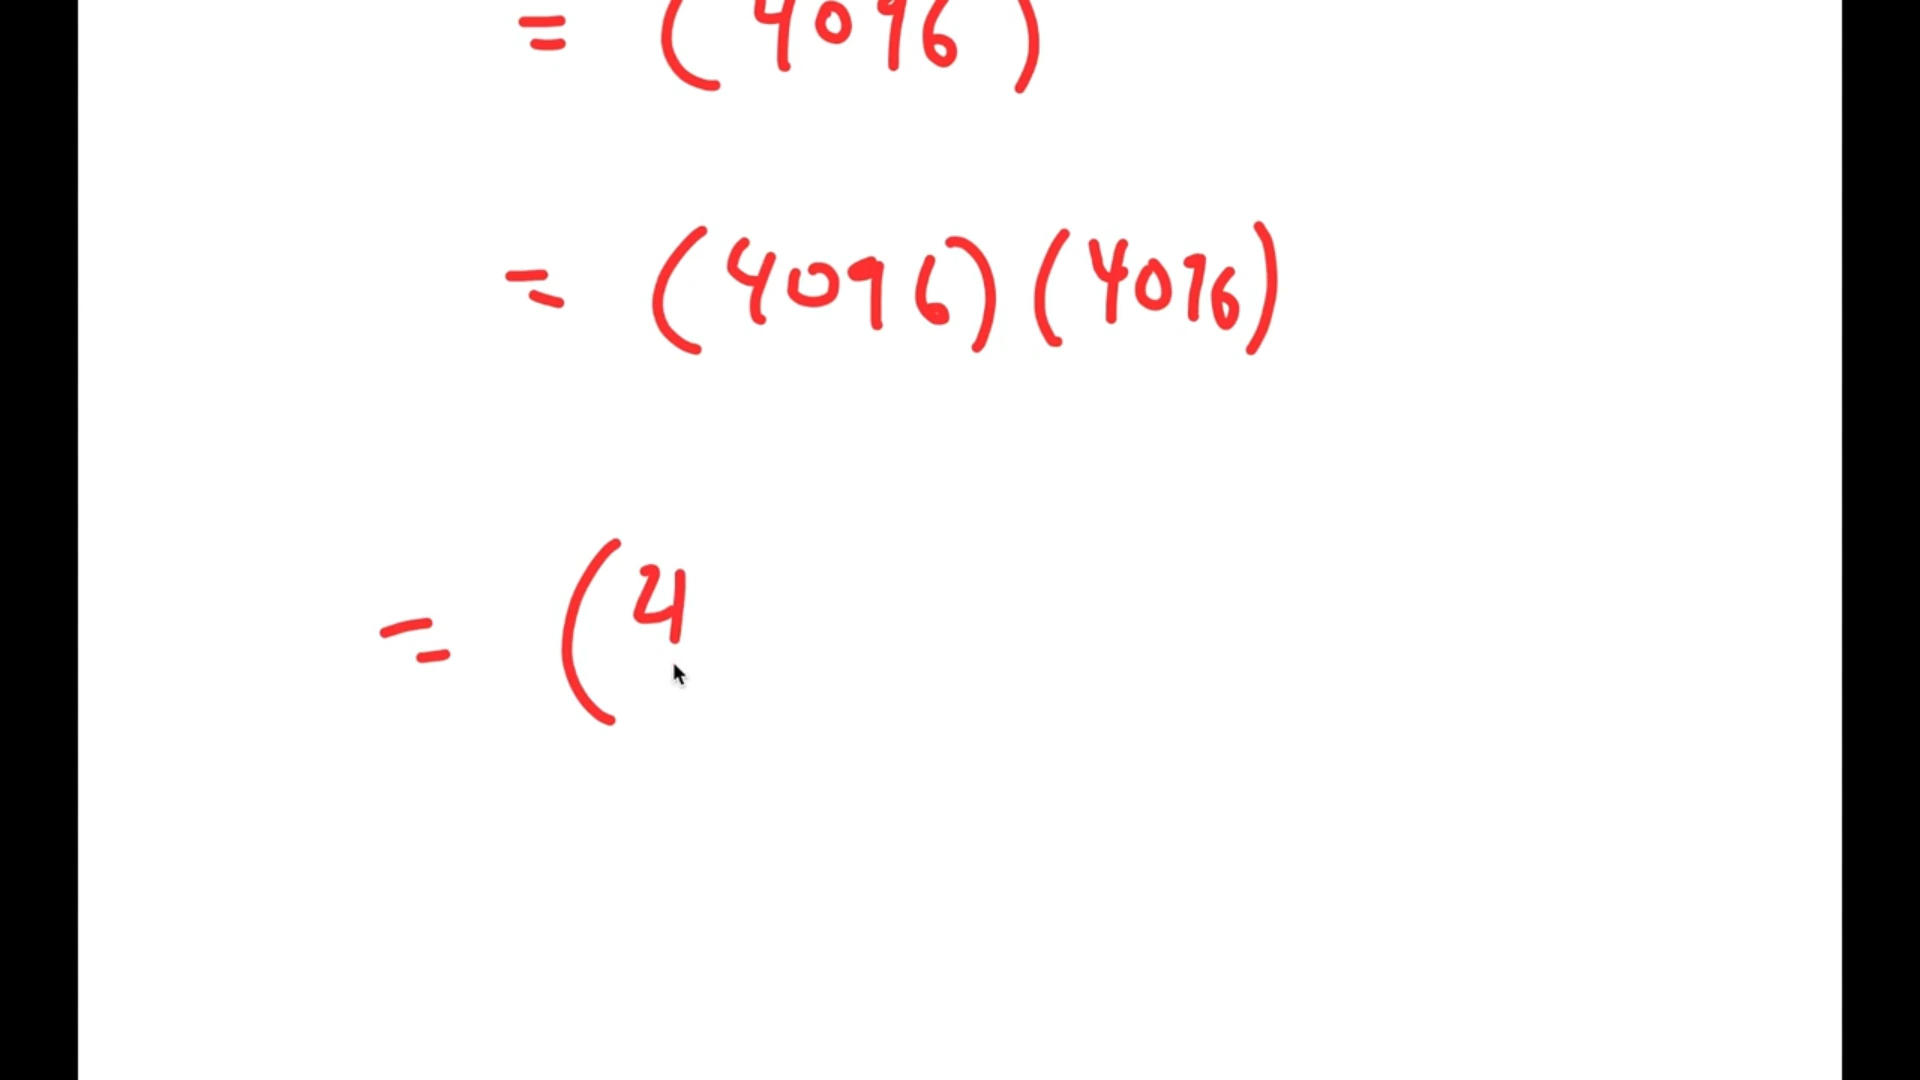 = (4096)
= (4096)(4096)
= (4